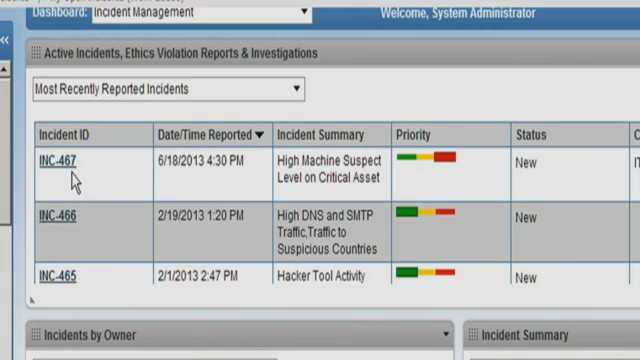 Dashboard: Incident Management Welcome, System Administrator
Active Incidents, Ethics Violation Reports & Investigations
Most Recently Reported Incidents
Incident ID Date/Time Reported Incident Summary Priority Status
INC-467 6/18/2013 4:30 PM High Machine Suspect New
Level on Critical Asset
INC-466 2/19/2013 1:20 PM High DNS and SMTP New
Traffic,Traffic to
Suspicious Countries
INC-465 2/1/2013 2:47 PM Hacker Tool Activity New
Incidents by Owner Incident Summary